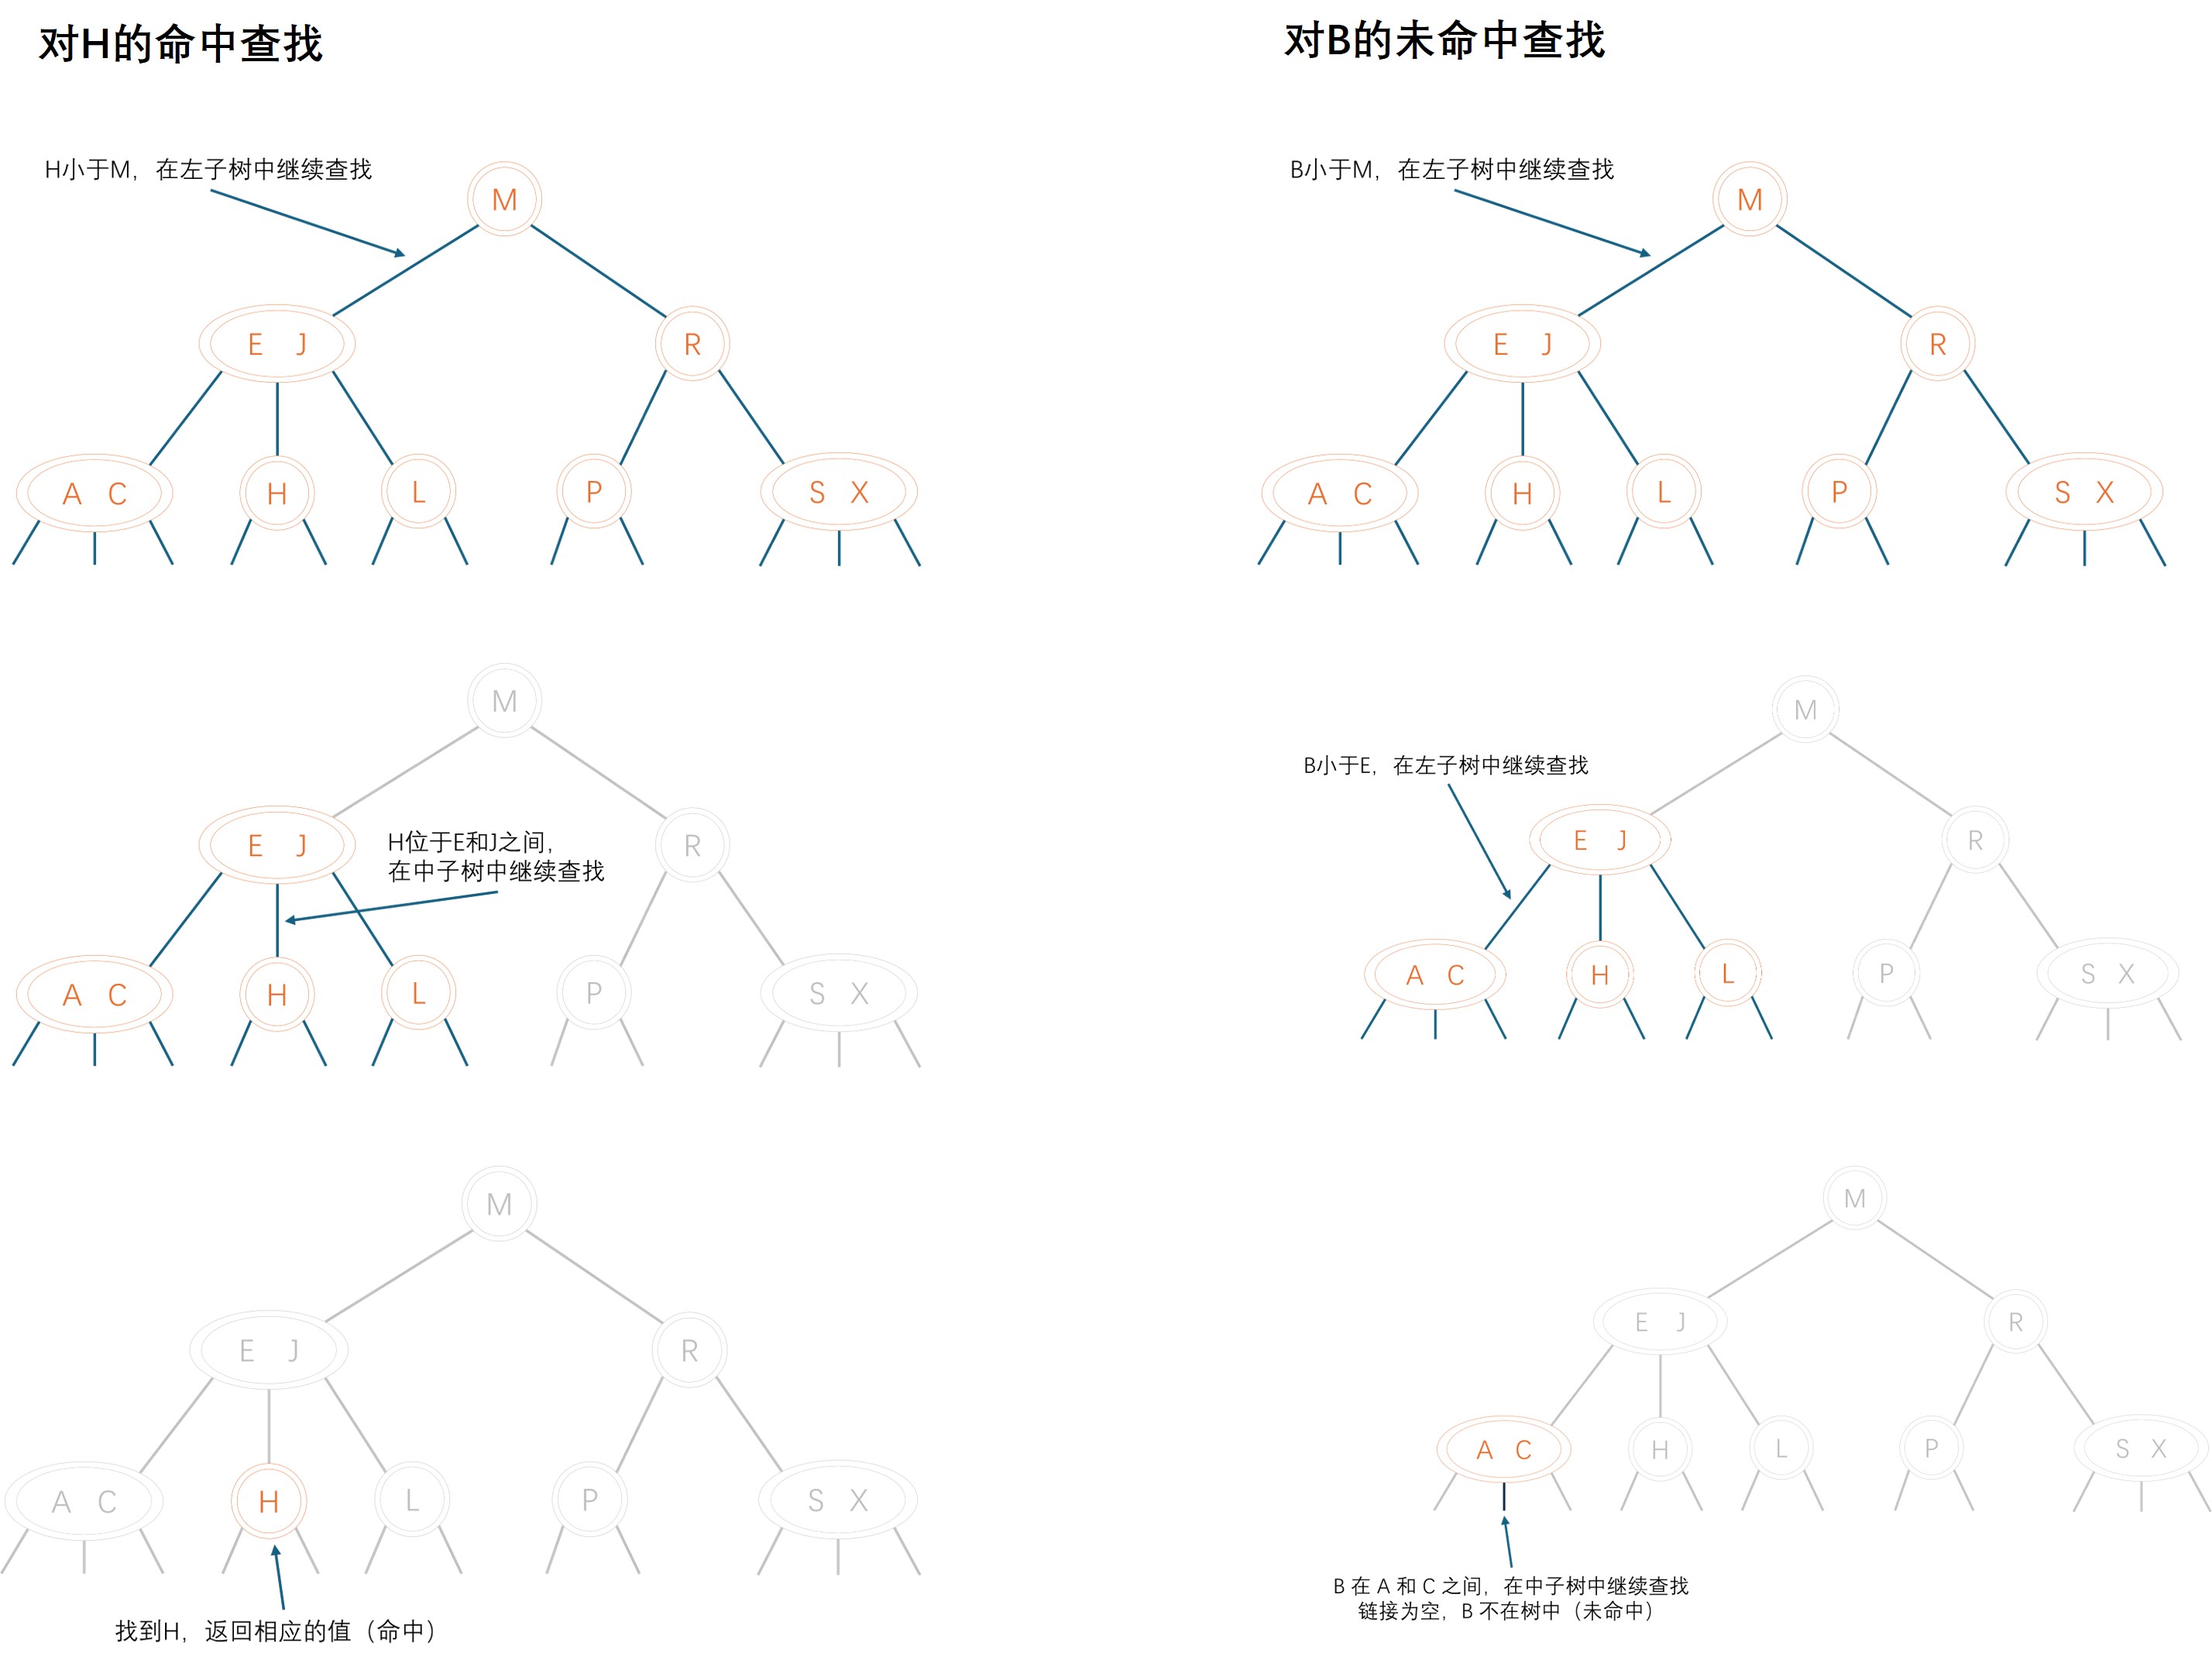 对H的命中查找
H小于M，在左子树中继续查找
M
E J
R
A C
H
L
P
S X
M
E J
H位于E和J之间，
在中子树中继续查找
R
A C
H
L
P
S X
M
E J
R
A C
H
L
P
S X
找到H，返回相应的值（命中）
对B的未命中查找
B小于M，在左子树中继续查找
M
E J
R
A C
H
L
P
S X
M
B小于E，在左子树中继续查找
E J
R
A C
H
L
P
S X
M
E J
R
A C
H
L
P
S X
B 在 A 和 C 之间，在中子树中继续查找
链接为空，B 不在树中（未命中）